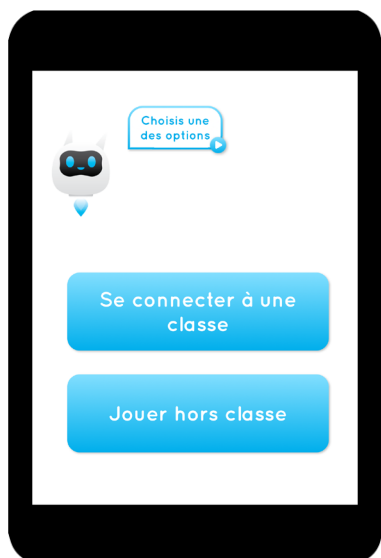 Choisis une
des options
Se connecter à une
classe
Jouer hors classe